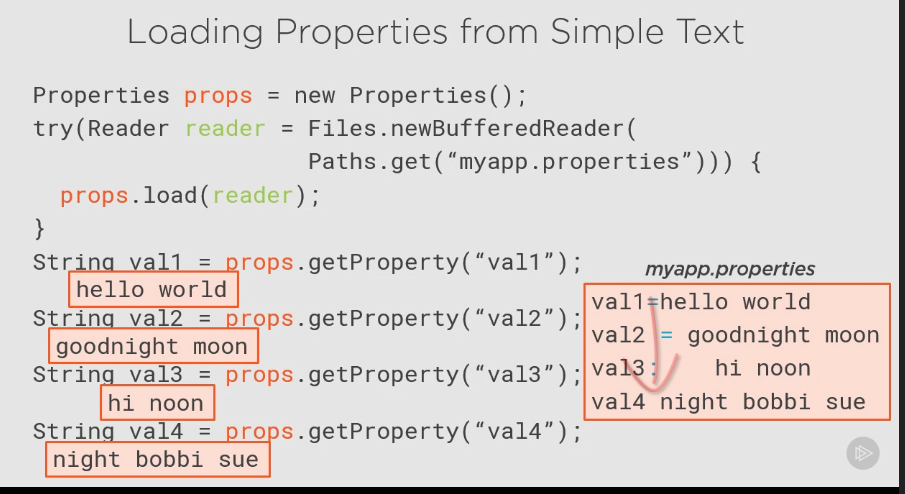 Loading Properties from Simple Text
Properties props = new Properties();
try(Reader reader = Files.newBufferedReader(
Paths.get(“myapp.properties”))) {
props.load(reader);
}
String val1 = props.getProperty(“val1”);
hello world
String val2 = props.getProperty(“val2”);
goodnight moon
String val3 = props.getProperty(“val3”);
hi noon
String val4 = props.getProperty(“val4”);
night bobbi sue
myapp.properties
val1=hello world
val2 = goodnight moon
val3:    hi noon
val4 night bobbi sue